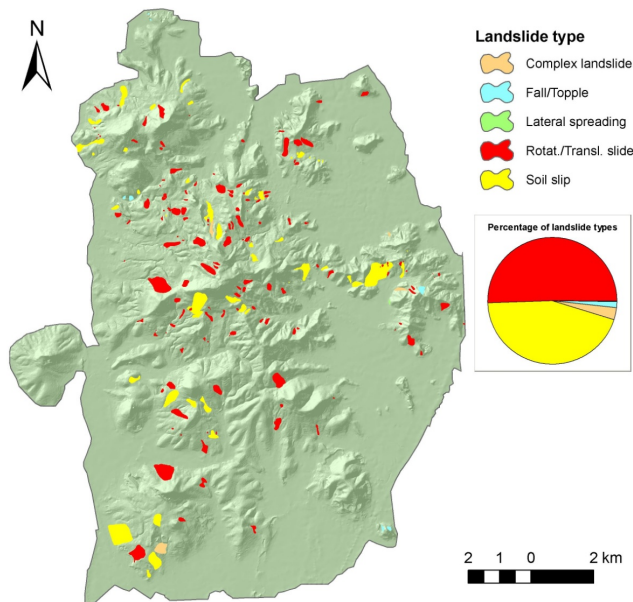 N
Landslide type
Complex landslide
Fall/Topple
Lateral spreading
Rotat./Transl. slide
Soil slip
Percentage of landslide types
2 1 0 2 km